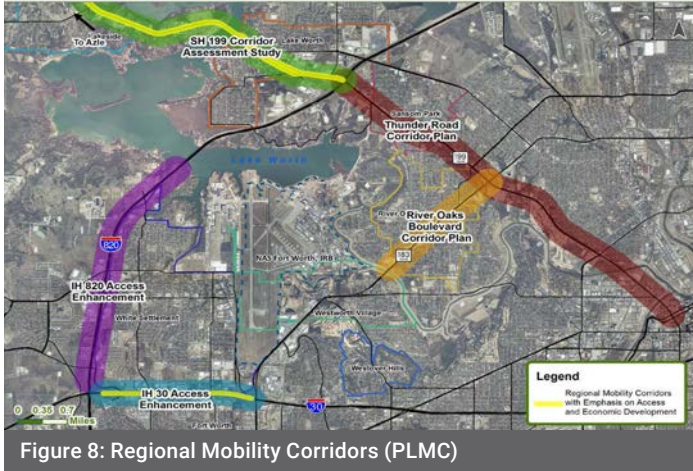 Lakeside
To Azle
SH 199 Corridor
Assessment Study
Lake Worth
Sansom Park
Thunder Road
Corridor Plan
199
Lake Worth
River O
River Oaks
Boulevard
Corridor Plan
183
820
NAS Fort Worth, JRB
IH 820 Access
Enhancement
White Settlement
Westworth Village
Westover Hills
IH 30 Access
Enhancement
30
Fort Worth
0 0.35 0.7
Miles
N
Legend
Regional Mobility Corridors
with Emphasis on Access
and Economic Development
Figure 8: Regional Mobility Corridors (PLMC)